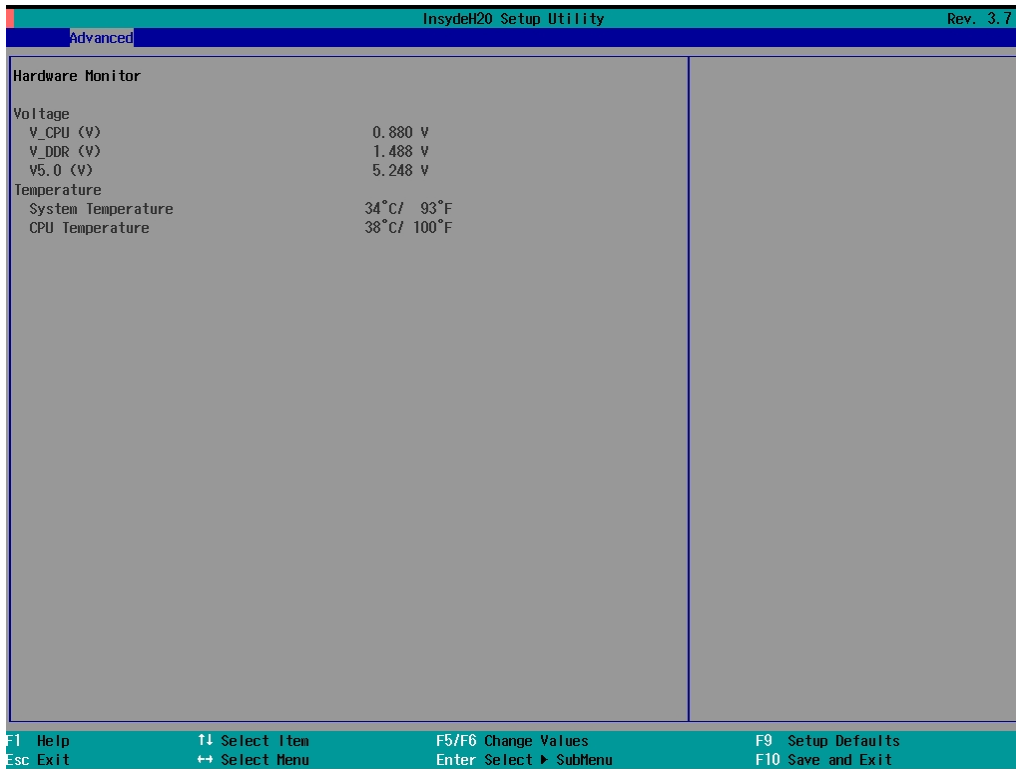 InsydeH20 Setup Utility Rev. 3.7
Advanced
Hardware Monitor
Voltage
V_CPU (V) 0.880 V
V_DDR (V) 1.488 V
V5.0 (V) 5.248 V
Temperature
System Temperature 34°C/ 93°F
CPU Temperature 38°C/ 100°F
F1 Help ↑↓ Select Item F5/F6 Change Values F9 Setup Defaults
Esc Exit ↔ Select Menu Enter Select ▶ SubMenu F10 Save and Exit